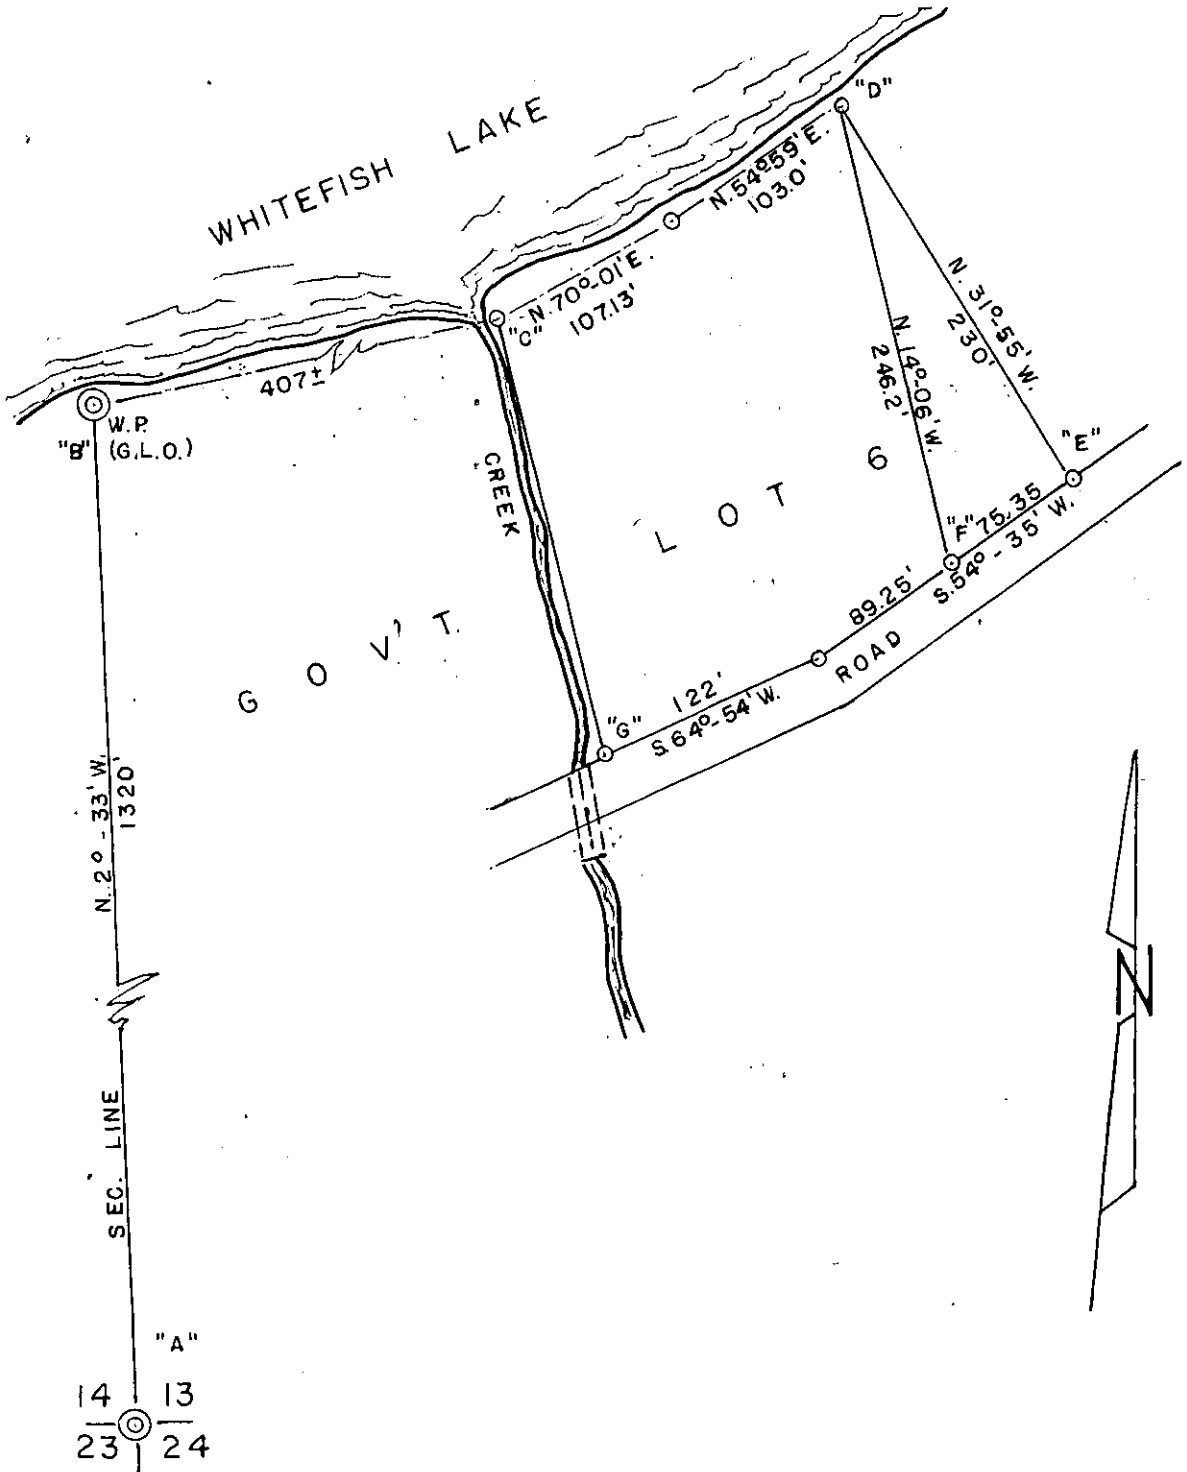 WHITEFISH LAKE
"D"
N. 54°59' E.
103.0'
N. 70°-01' E.
107.13'
"C"
407±
W.P.
"B" (G.L.O.)
N. 31°-55' W.
230'
N. 14°-06' W.
246.2'
"E"
CREEK
LOT 6
"F" 75.35
S. 54°-35' W.
89.25'
ROAD
GOV'T.
122'
S. 64°-54' W.
"G"
N. 2°-33' W.
1320'
N
SEC. LINE
"A"
14 13
23 24